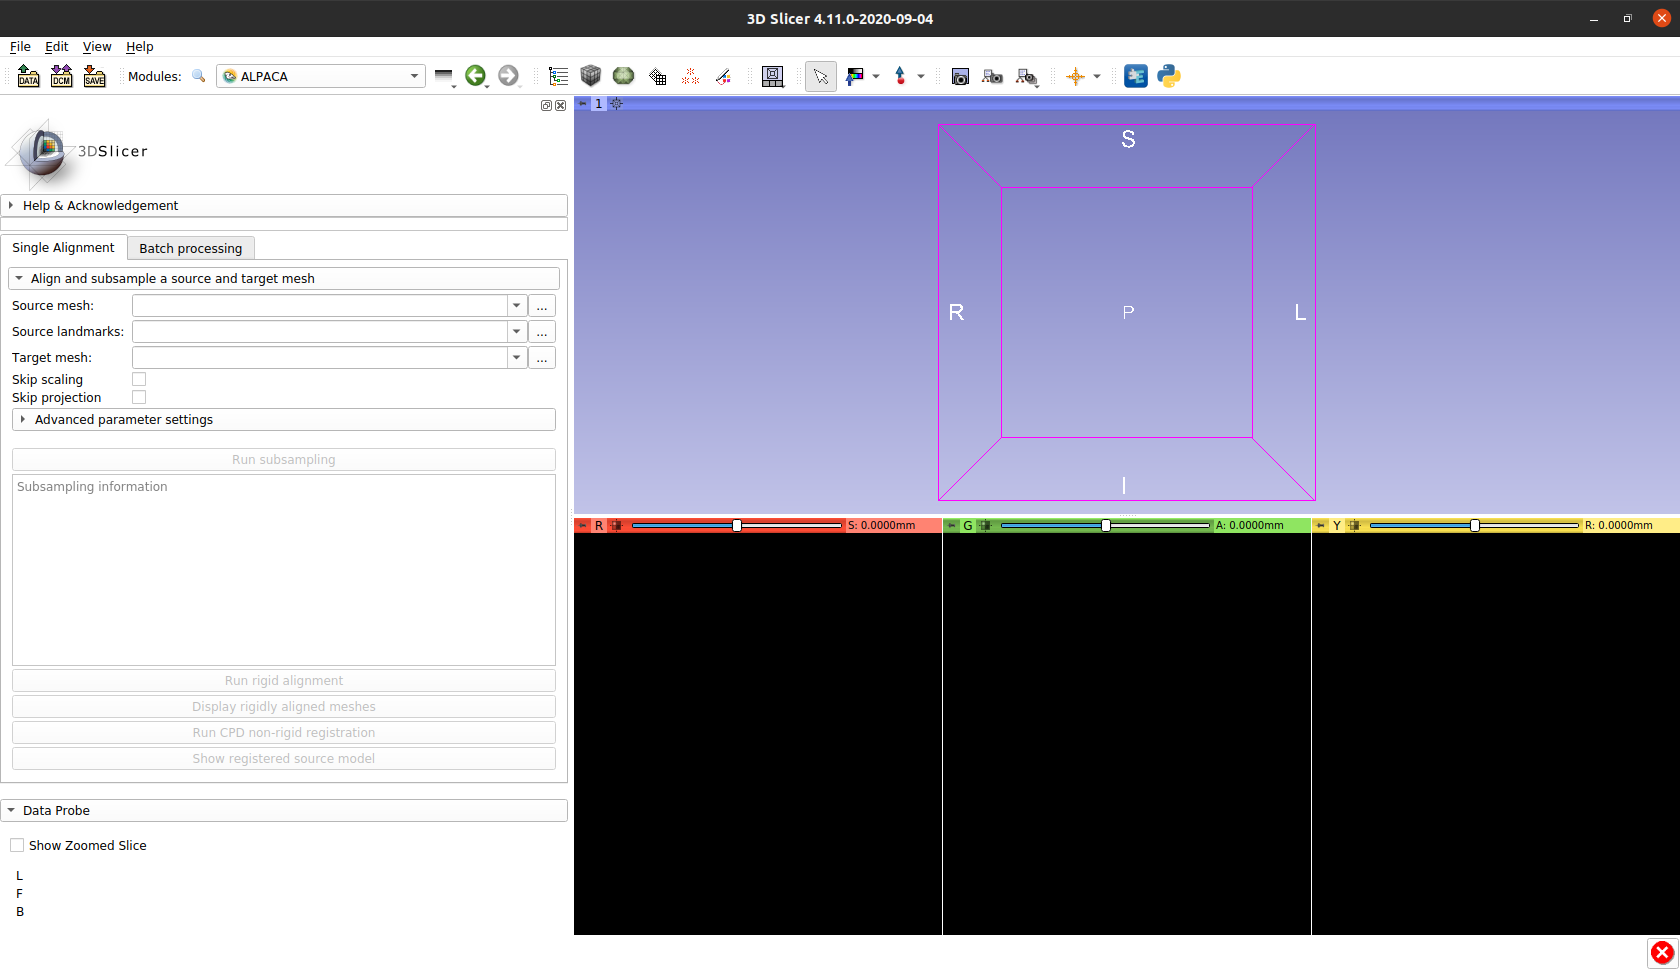 3D Slicer 4.11.0-2020-09-04
File Edit View Help
DATA DCM SAVE Modules: ALPACA
1
3DSlicer
Help & Acknowledgement
Single Alignment Batch processing
Align and subsample a source and target mesh
Source mesh: ...
Source landmarks: ...
Target mesh: ...
Skip scaling
Skip projection
Advanced parameter settings
Run subsampling
Subsampling information
Run rigid alignment
Display rigidly aligned meshes
Run CPD non-rigid registration
Show registered source model
Data Probe
Show Zoomed Slice
L
F
B
S
R P L
I
R S: 0.0000mm G A: 0.0000mm Y R: 0.0000mm